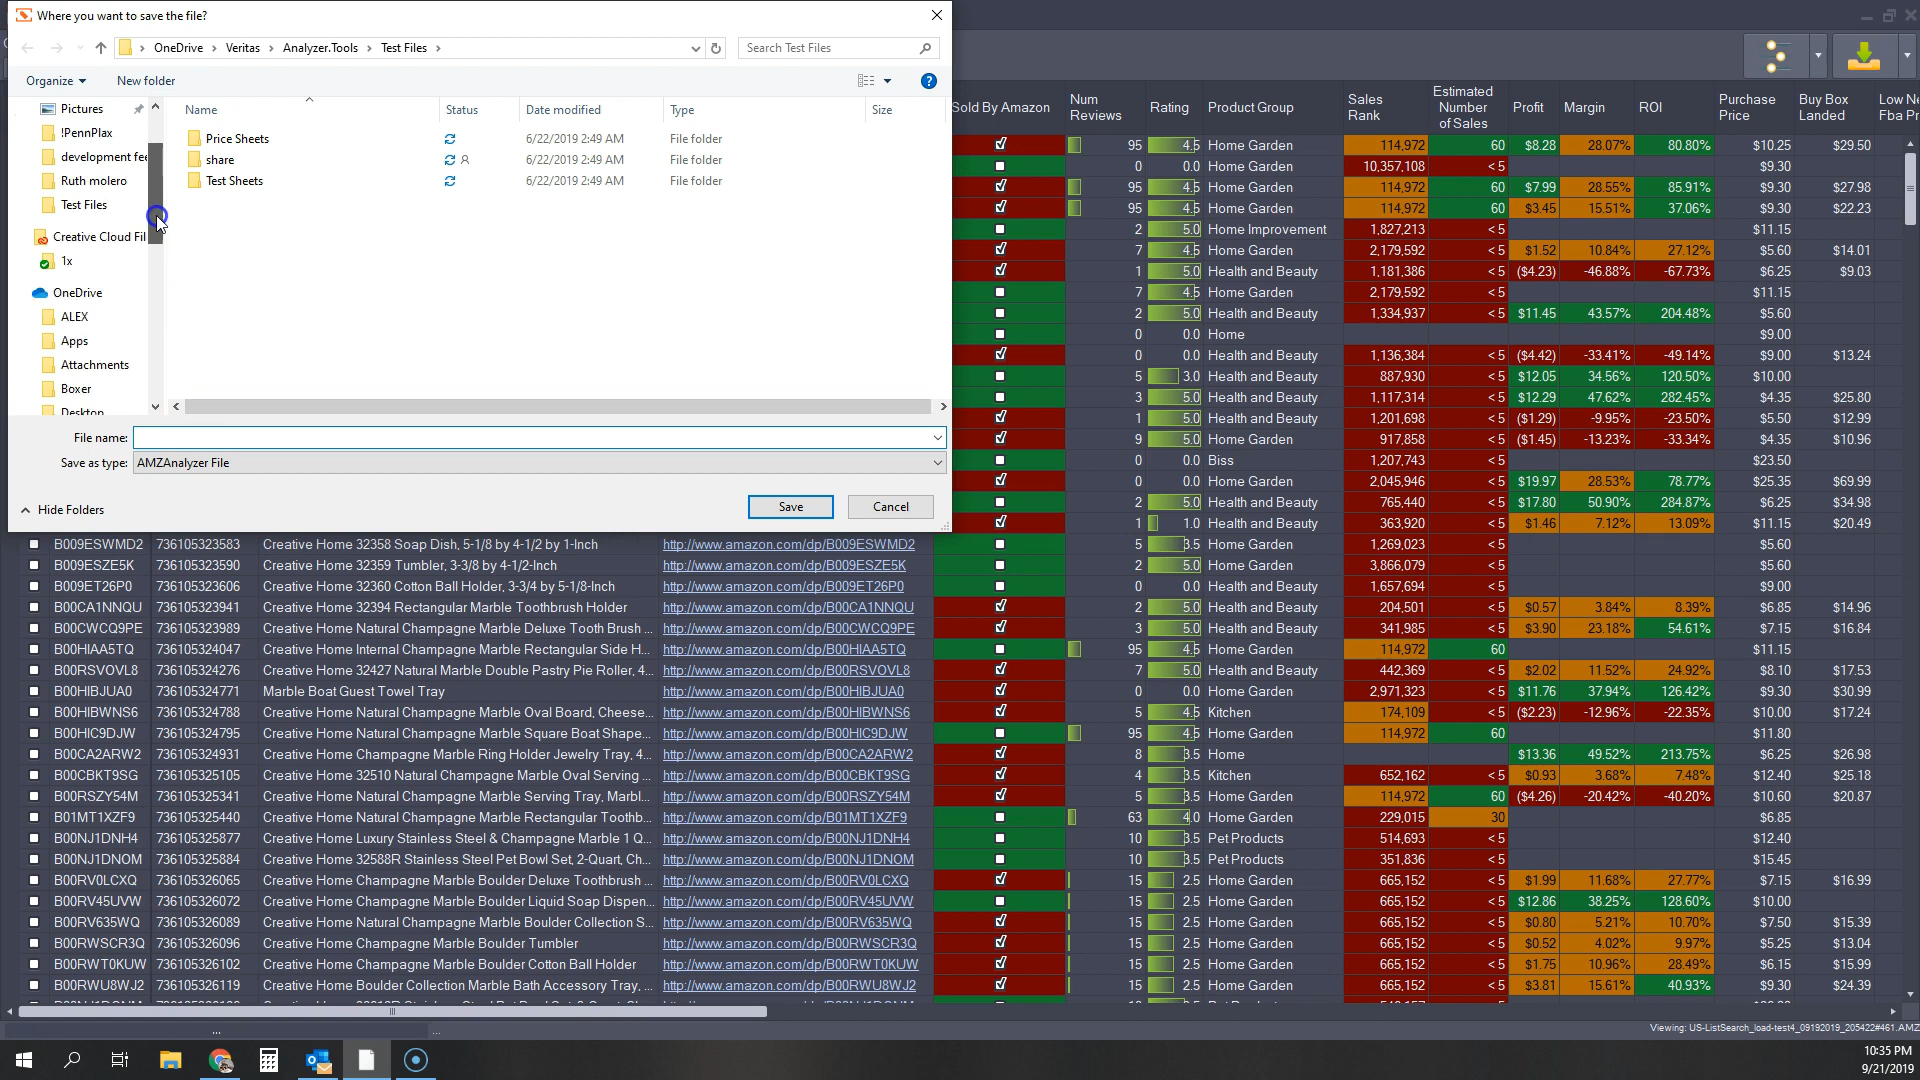 Where you want to save the file?
OneDrive › Veritas › Analyzer.Tools › Test Files ›
Search Test Files
Organize
New folder
Pictures
!PennPlax
development fee
Ruth molero
Test Files
Creative Cloud Fil
1x
OneDrive
ALEX
Apps
Attachments
Boxer
Desktop
Name Status Date modified Type Size
Price Sheets 6/22/2019 2:49 AM File folder
share 6/22/2019 2:49 AM File folder
Test Sheets 6/22/2019 2:49 AM File folder
File name:
Save as type: AMZAnalyzer File
Hide Folders
Save
Cancel
Sold By Amazon Num Reviews Rating Product Group Sales Rank Estimated Number of Sales Profit Margin ROI Purchase Price Buy Box Landed Low Ne Fba Pr
95 4.5 Home Garden 114,972 60 $8.28 28.07% 80.80% $10.25 $29.50
0 0.0 Home Garden 10,357,108 < 5 $9.30
95 4.5 Home Garden 114,972 60 $7.99 28.55% 85.91% $9.30 $27.98
95 4.5 Home Garden 114,972 60 $3.45 15.51% 37.06% $9.30 $22.23
2 5.0 Home Improvement 1,827,213 < 5 $11.15
7 4.5 Home Garden 2,179,592 < 5 $1.52 10.84% 27.12% $5.60 $14.01
1 5.0 Health and Beauty 1,181,386 < 5 ($4.23) -46.88% -67.73% $6.25 $9.03
7 4.5 Home Garden 2,179,592 < 5 $11.15
2 5.0 Health and Beauty 1,334,937 < 5 $11.45 43.57% 204.48% $5.60
0 0.0 Home $9.00
0 0.0 Health and Beauty 1,136,384 < 5 ($4.42) -33.41% -49.14% $9.00 $13.24
5 3.0 Health and Beauty 887,930 < 5 $12.05 34.56% 120.50% $10.00
3 5.0 Health and Beauty 1,117,314 < 5 $12.29 47.62% 282.45% $4.35 $25.80
1 5.0 Health and Beauty 1,201,698 < 5 ($1.29) -9.95% -23.50% $5.50 $12.99
9 5.0 Home Garden 917,858 < 5 ($1.45) -13.23% -33.34% $4.35 $10.96
0 0.0 Biss 1,207,743 < 5 $23.50
0 0.0 Home Garden 2,045,946 < 5 $19.97 28.53% 78.77% $25.35 $69.99
2 5.0 Health and Beauty 765,440 < 5 $17.80 50.90% 284.87% $6.25 $34.98
1 1.0 Health and Beauty 363,920 < 5 $1.46 7.12% 13.09% $11.15 $20.49
B009ESWMD2 736105323583 Creative Home 32358 Soap Dish, 5-1/8 by 4-1/2 by 1-Inch http://www.amazon.com/dp/B009ESWMD2 5 3.5 Home Garden 1,269,023 < 5 $5.60
B009ESZE5K 736105323590 Creative Home 32359 Tumbler, 3-3/8 by 4-1/2-Inch http://www.amazon.com/dp/B009ESZE5K 2 5.0 Home Garden 3,866,079 < 5 $5.60
B009ET26P0 736105323606 Creative Home 32360 Cotton Ball Holder, 3-3/4 by 5-1/8-Inch http://www.amazon.com/dp/B009ET26P0 0 0.0 Health and Beauty 1,657,694 < 5 $9.00
B00CA1NNQU 736105323941 Creative Home 32394 Rectangular Marble Toothbrush Holder http://www.amazon.com/dp/B00CA1NNQU 2 5.0 Health and Beauty 204,501 < 5 $0.57 3.84% 8.39% $6.85 $14.96
B00CWCQ9PE 736105323989 Creative Home Natural Champagne Marble Deluxe Tooth Brush ... http://www.amazon.com/dp/B00CWCQ9PE 3 5.0 Health and Beauty 341,985 < 5 $3.90 23.18% 54.61% $7.15 $16.84
B00HIAA5TQ 736105324047 Creative Home Internal Champagne Marble Rectangular Side H... http://www.amazon.com/dp/B00HIAA5TQ 95 4.5 Home Garden 114,972 60 $11.15
B00RSVOVL8 736105324276 Creative Home 32427 Natural Marble Double Pastry Pie Roller, 4... http://www.amazon.com/dp/B00RSVOVL8 7 5.0 Health and Beauty 442,369 < 5 $2.02 11.52% 24.92% $8.10 $17.53
B00HIBJUA0 736105324771 Marble Boat Guest Towel Tray http://www.amazon.com/dp/B00HIBJUA0 0 0.0 Home Garden 2,971,323 < 5 $11.76 37.94% 126.42% $9.30 $30.99
B00HIBWNS6 736105324788 Creative Home Natural Champagne Marble Oval Board, Cheese... http://www.amazon.com/dp/B00HIBWNS6 5 4.5 Kitchen 174,109 < 5 ($2.23) -12.96% -22.35% $10.00 $17.24
B00HIC9DJW 736105324795 Creative Home Natural Champagne Marble Square Boat Shape... http://www.amazon.com/dp/B00HIC9DJW 95 4.5 Home Garden 114,972 60 $11.80
B00CA2ARW2 736105324931 Creative Home Champagne Marble Ring Holder Jewelry Tray, 4... http://www.amazon.com/dp/B00CA2ARW2 8 3.5 Home $13.36 49.52% 213.75% $6.25 $26.98
B00CBKT9SG 736105325105 Creative Home 32510 Natural Champagne Marble Oval Serving ... http://www.amazon.com/dp/B00CBKT9SG 4 3.5 Kitchen 652,162 < 5 $0.93 3.68% 7.48% $12.40 $25.18
B00RSZY54M 736105325341 Creative Home Natural Champagne Marble Serving Tray, Marbl... http://www.amazon.com/dp/B00RSZY54M 5 3.5 Home Garden 114,972 60 ($4.26) -20.42% -40.20% $10.60 $20.87
B01MT1XZF9 736105325440 Creative Home Natural Champagne Marble Rectangular Toothb... http://www.amazon.com/dp/B01MT1XZF9 63 4.0 Home Garden 229,015 30 $6.85
B00NJ1DNH4 736105325877 Creative Home Luxury Stainless Steel & Champagne Marble 1 Q... http://www.amazon.com/dp/B00NJ1DNH4 10 3.5 Pet Products 514,693 < 5 $12.40
B00NJ1DNOM 736105325884 Creative Home 32588R Stainless Steel Pet Bowl Set, 2-Quart, Ch... http://www.amazon.com/dp/B00NJ1DNOM 10 3.5 Pet Products 351,836 < 5 $15.45
B00RV0LCXQ 736105326065 Creative Home Champagne Marble Boulder Deluxe Toothbrush ... http://www.amazon.com/dp/B00RV0LCXQ 15 2.5 Home Garden 665,152 < 5 $1.99 11.68% 27.77% $7.15 $16.99
B00RV45UVW 736105326072 Creative Home Champagne Marble Boulder Liquid Soap Dispen... http://www.amazon.com/dp/B00RV45UVW 15 2.5 Home Garden 665,152 < 5 $12.86 38.25% 128.60% $10.00
B00RV635WQ 736105326089 Creative Home Natural Champagne Marble Boulder Collection S... http://www.amazon.com/dp/B00RV635WQ 15 2.5 Home Garden 665,152 < 5 $0.80 5.21% 10.70% $7.50 $15.39
B00RWSCR3Q 736105326096 Creative Home Champagne Marble Boulder Tumbler http://www.amazon.com/dp/B00RWSCR3Q 15 2.5 Home Garden 665,152 < 5 $0.52 4.02% 9.97% $5.25 $13.04
B00RWT0KUW 736105326102 Creative Home Champagne Marble Boulder Cotton Ball Holder http://www.amazon.com/dp/B00RWT0KUW 15 2.5 Home Garden 665,152 < 5 $1.75 10.96% 28.49% $6.15 $15.99
B00RWU8WJ2 736105326119 Creative Home Boulder Collection Marble Bath Accessory Tray, ... http://www.amazon.com/dp/B00RWU8WJ2 15 2.5 Home Garden 665,152 < 5 $3.81 15.61% 40.93% $9.30 $24.39
... ...
Viewing: US-ListSearch_load-test4_09192019_205422#461.AMZ
10:35 PM
9/21/2019